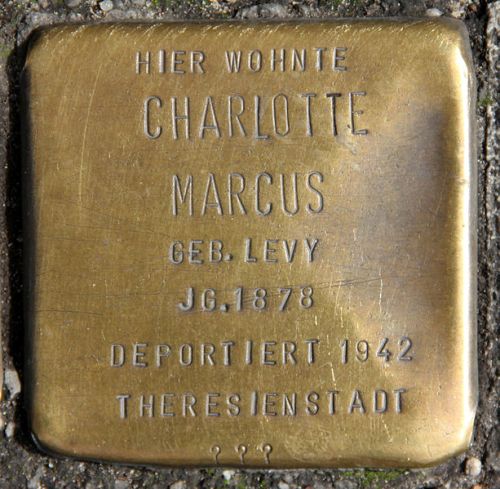 HIER WOHNTE
CHARLOTTE
MARCUS
GEB. LEVY
JG. 1878
DEPORTIERT 1942
THERESIENSTADT
???